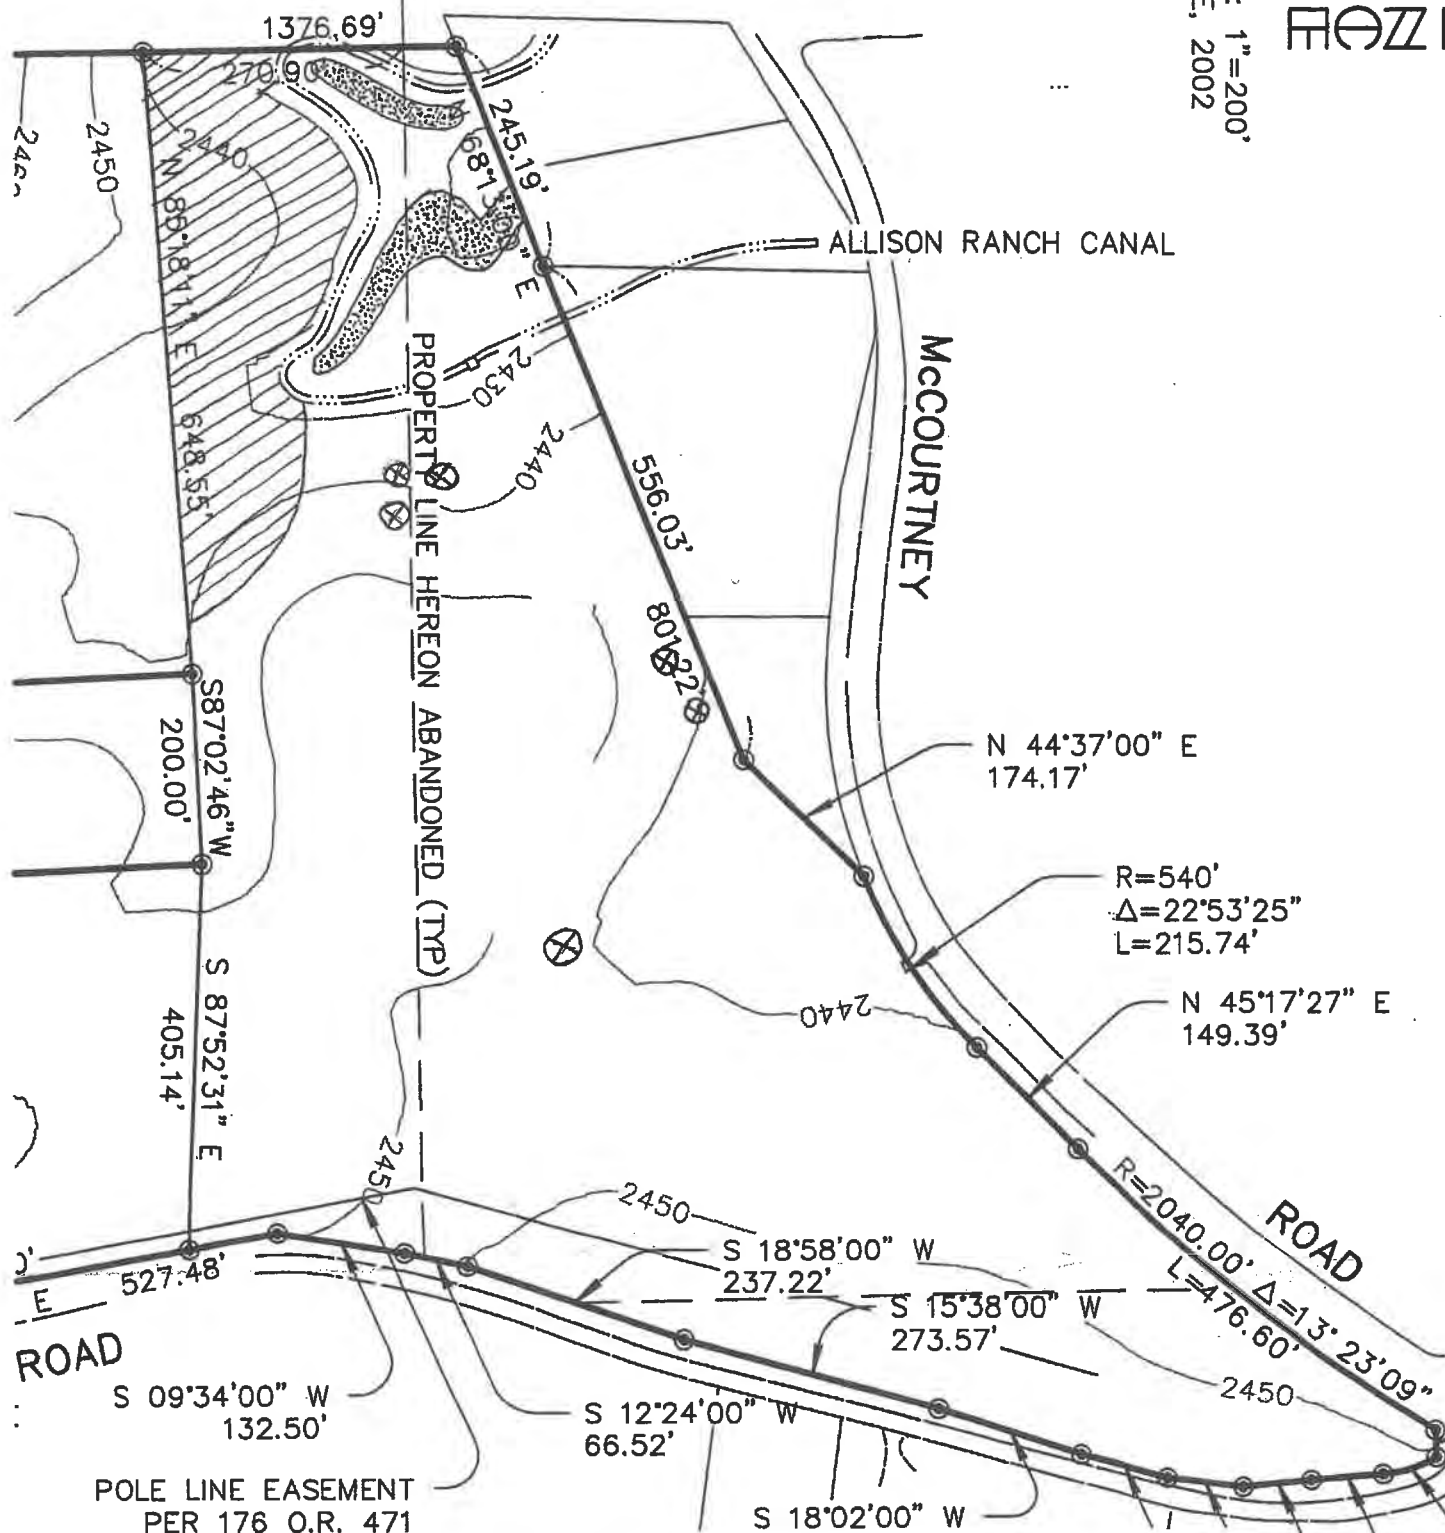 1"=200'
2002
1376.69'
270.90
245.19'
68°13'
" E
2440
2450
N 85°18'41" E
648.55'
ALLISON RANCH CANAL
McCOURTNEY
2430
2440
PROPERTY LINE HEREON ABANDONED (TYP)
556.03'
801.22'
S87°02'46"W
200.00'
N 44°37'00" E
174.17'
R=540'
Δ=22°53'25"
L=215.74'
N 45°17'27" E
149.39'
2440
S 87°52'31" E
405.14'
2450
2450
R=2040.00' Δ=13°23'09"
L=476.60'
ROAD
S 18°58'00" W
237.22'
S 15°38'00" W
273.57'
2450
527.48'
E
ROAD
S 09°34'00" W
132.50'
S 12°24'00" W
66.52'
POLE LINE EASEMENT
PER 176 O.R. 471
S 18°02'00" W